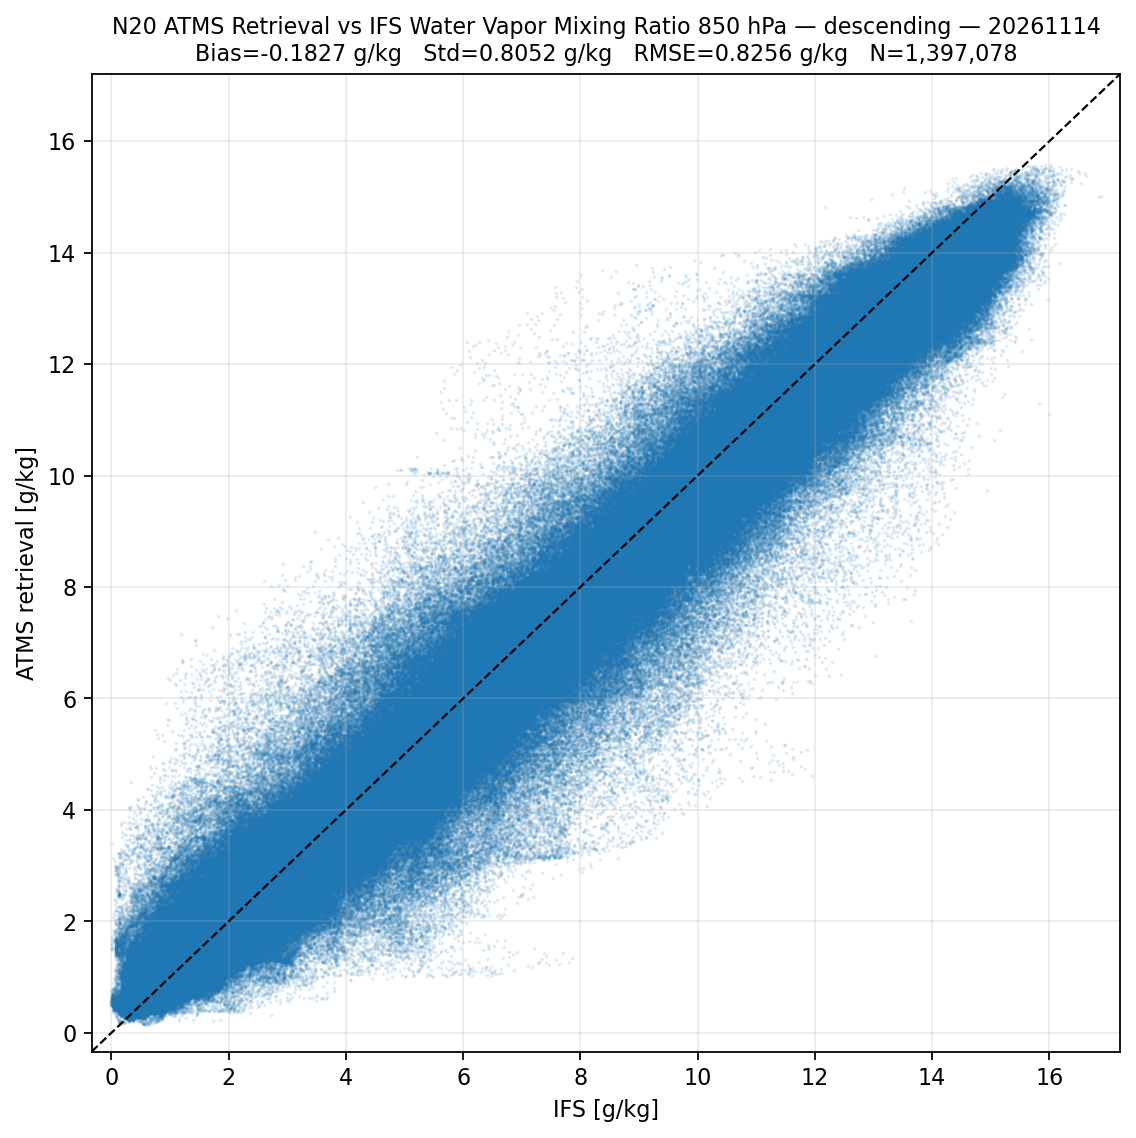 N20 ATMS Retrieval vs IFS Water Vapor Mixing Ratio 850 hPa — descending — 20261114
Bias=-0.1827 g/kg   Std=0.8052 g/kg   RMSE=0.8256 g/kg   N=1,397,078
16
14
12
10
8
6
4
2
0
ATMS retrieval [g/kg]
0 2 4 6 8 10 12 14 16
IFS [g/kg]